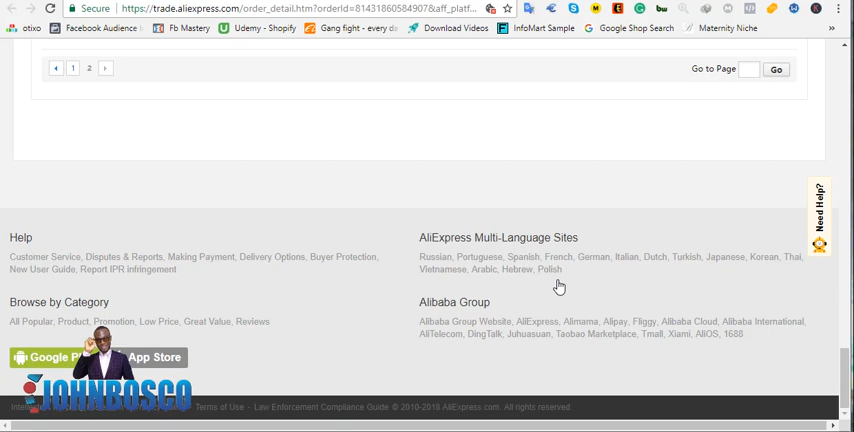 Secure https://trade.aliexpress.com/order_detail.htm?orderId=81431860584907&aff_platf...
otixo Facebook Audience Fb Mastery Udemy - Shopify Gang fight - every da Download Videos InfoMart Sample Google Shop Search Maternity Niche »
1 2 Go to Page Go
Need Help?
Help
Customer Service, Disputes & Reports, Making Payment, Delivery Options, Buyer Protection,
New User Guide, Report IPR infringement
AliExpress Multi-Language Sites
Russian, Portuguese, Spanish, French, German, Italian, Dutch, Turkish, Japanese, Korean, Thai,
Vietnamese, Arabic, Hebrew, Polish
Browse by Category
All Popular, Product, Promotion, Low Price, Great Value, Reviews
Alibaba Group
Alibaba Group Website, AliExpress, Alimama, Alipay, Fliggy, Alibaba Cloud, Alibaba International,
AliTelecom, DingTalk, Juhuasuan, Taobao Marketplace, Tmall, Xiami, AliOS, 1688
Google App Store
JOHNBOSCO
Terms of Use - Law Enforcement Compliance Guide © 2010-2018 AliExpress.com. All rights reserved.